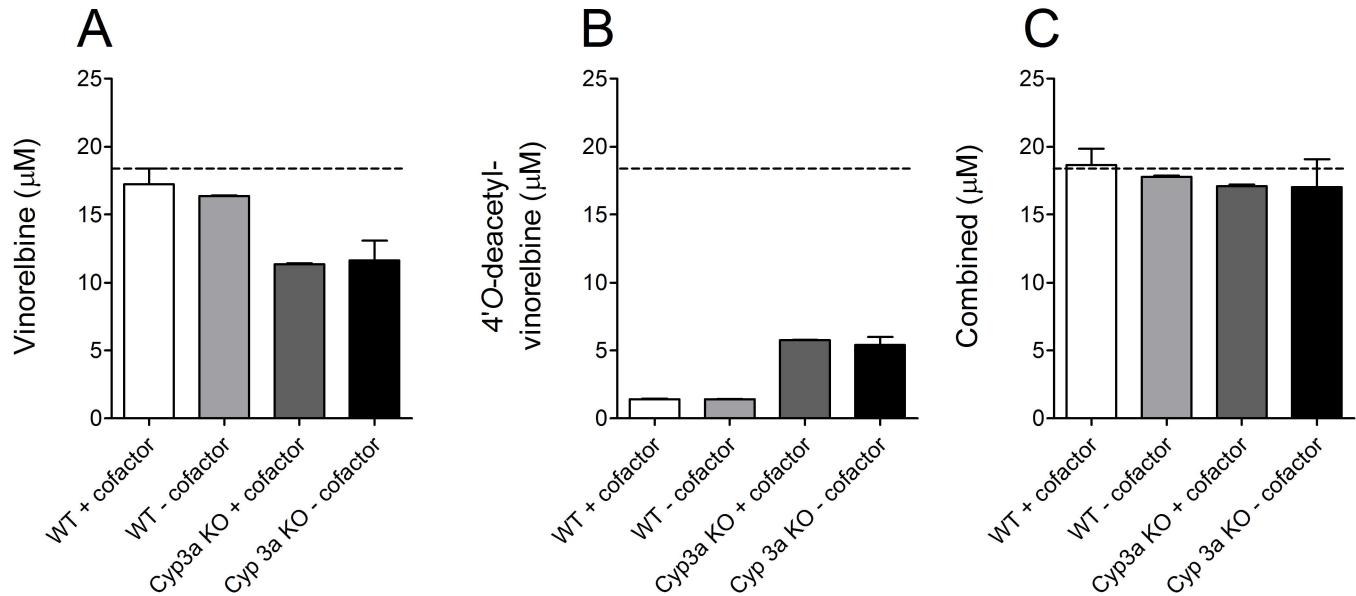 A
Vinorelbine (μM)
25
20
15
10
5
0
WT + cofactor
WT - cofactor
Cyp3a KO + cofactor
Cyp 3a KO - cofactor
B
4'O-deacetyl-
vinorelbine (μM)
25
20
15
10
5
0
WT + cofactor
WT - cofactor
Cyp3a KO + cofactor
Cyp 3a KO - cofactor
C
Combined (μM)
25
20
15
10
5
0
WT + cofactor
WT - cofactor
Cyp3a KO + cofactor
Cyp 3a KO - cofactor